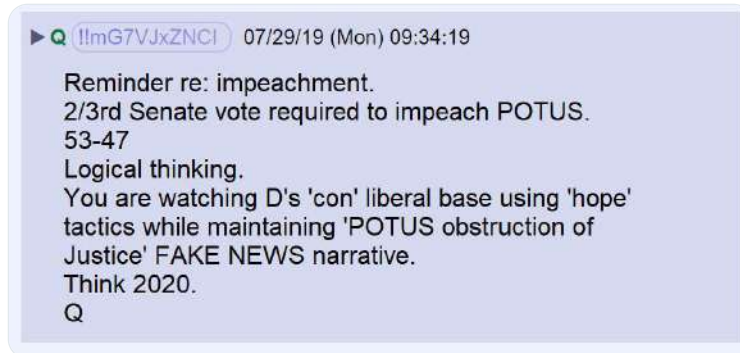 ▶ Q !!mG7VJxZNCI 07/29/19 (Mon) 09:34:19
Reminder re: impeachment.
2/3rd Senate vote required to impeach POTUS.
53-47
Logical thinking.
You are watching D's 'con' liberal base using 'hope'
tactics while maintaining 'POTUS obstruction of
Justice' FAKE NEWS narrative.
Think 2020.
Q